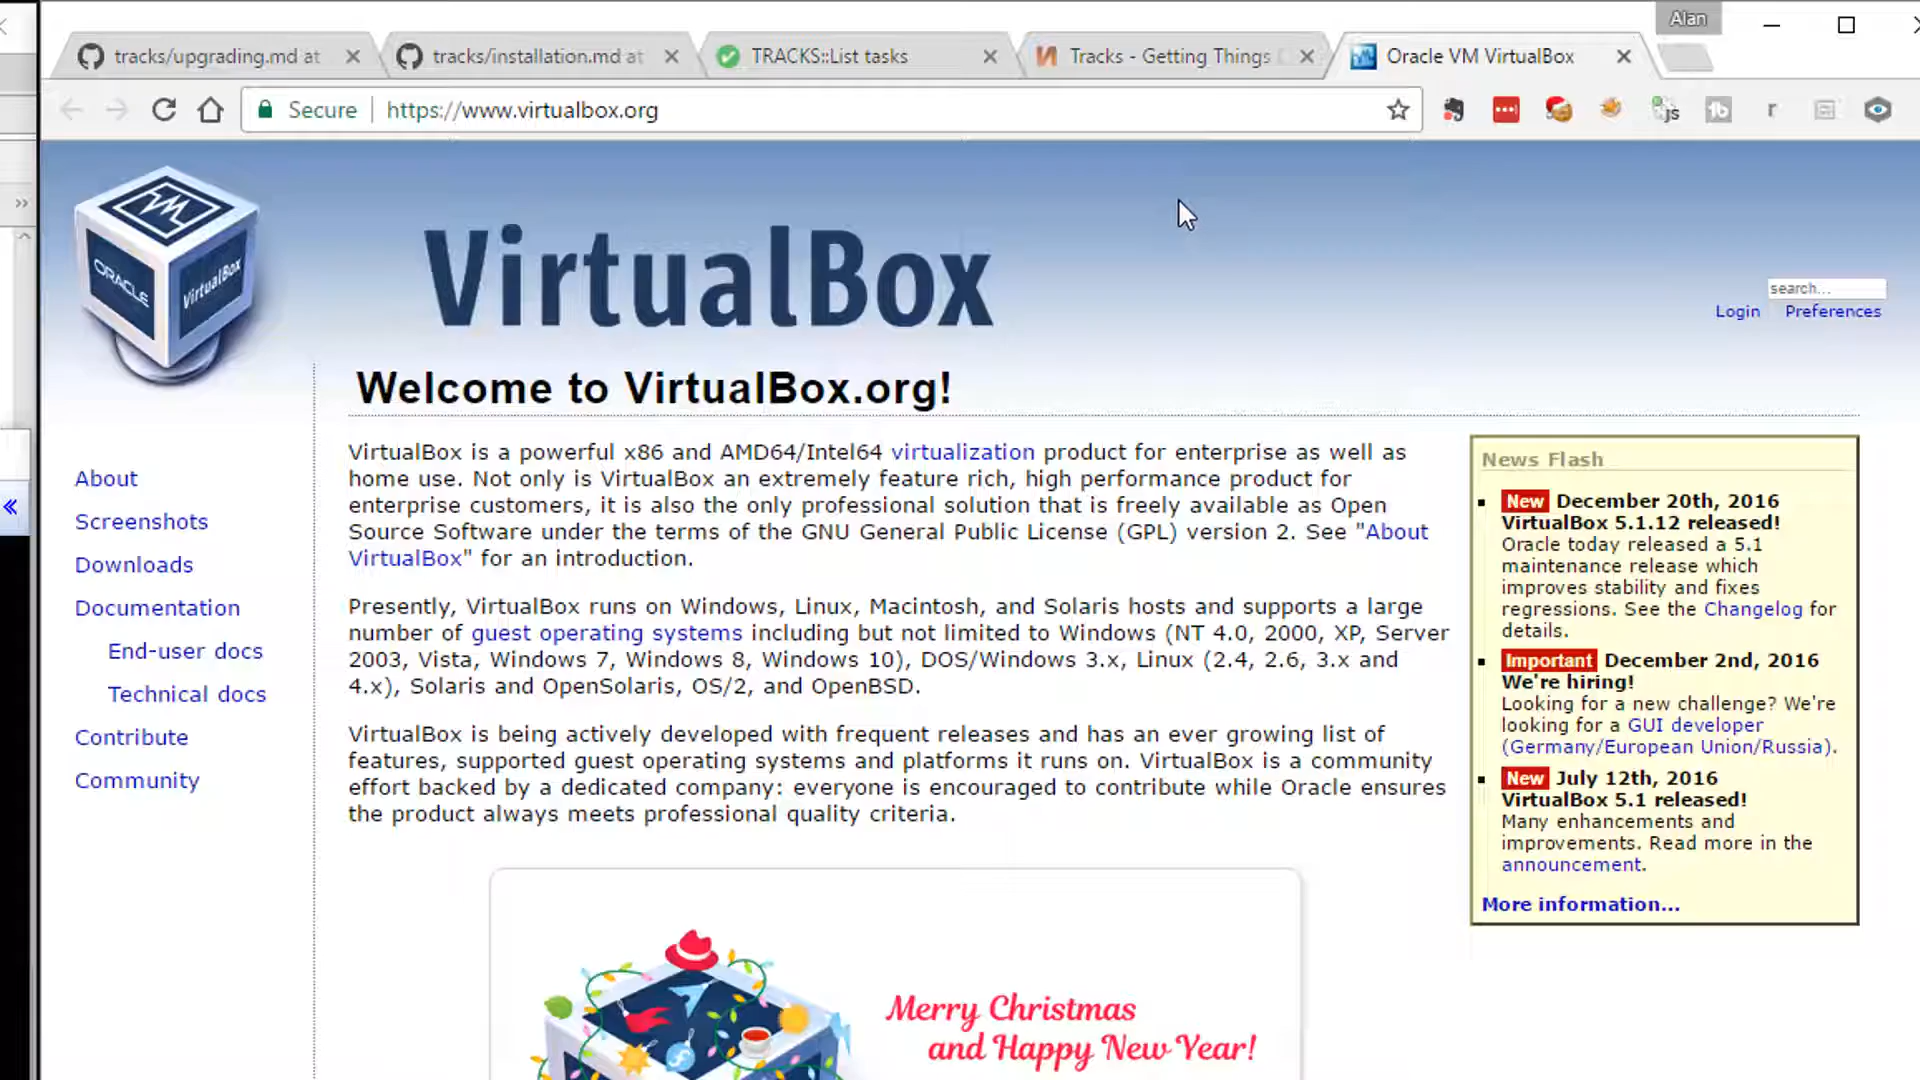 Alan
tracks/upgrading.md at
tracks/installation.md at
TRACKS::List tasks
Tracks - Getting Things
Oracle VM VirtualBox
Secure
https://www.virtualbox.org
js
r
ORACLE
VirtualBox
VirtualBox
search...
Login
Preferences
Welcome to VirtualBox.org!
About
Screenshots
Downloads
Documentation
End-user docs
Technical docs
Contribute
Community
VirtualBox is a powerful x86 and AMD64/Intel64 virtualization product for enterprise as well as
home use. Not only is VirtualBox an extremely feature rich, high performance product for
enterprise customers, it is also the only professional solution that is freely available as Open
Source Software under the terms of the GNU General Public License (GPL) version 2. See "About
VirtualBox" for an introduction.
Presently, VirtualBox runs on Windows, Linux, Macintosh, and Solaris hosts and supports a large
number of guest operating systems including but not limited to Windows (NT 4.0, 2000, XP, Server
2003, Vista, Windows 7, Windows 8, Windows 10), DOS/Windows 3.x, Linux (2.4, 2.6, 3.x and
4.x), Solaris and OpenSolaris, OS/2, and OpenBSD.
VirtualBox is being actively developed with frequent releases and has an ever growing list of
features, supported guest operating systems and platforms it runs on. VirtualBox is a community
effort backed by a dedicated company: everyone is encouraged to contribute while Oracle ensures
the product always meets professional quality criteria.
News Flash
New December 20th, 2016
VirtualBox 5.1.12 released!
Oracle today released a 5.1
maintenance release which
improves stability and fixes
regressions. See the Changelog for
details.
Important December 2nd, 2016
We're hiring!
Looking for a new challenge? We're
looking for a GUI developer
(Germany/European Union/Russia).
New July 12th, 2016
VirtualBox 5.1 released!
Many enhancements and
improvements. Read more in the
announcement.
More information...
Merry Christmas
and Happy New Year!